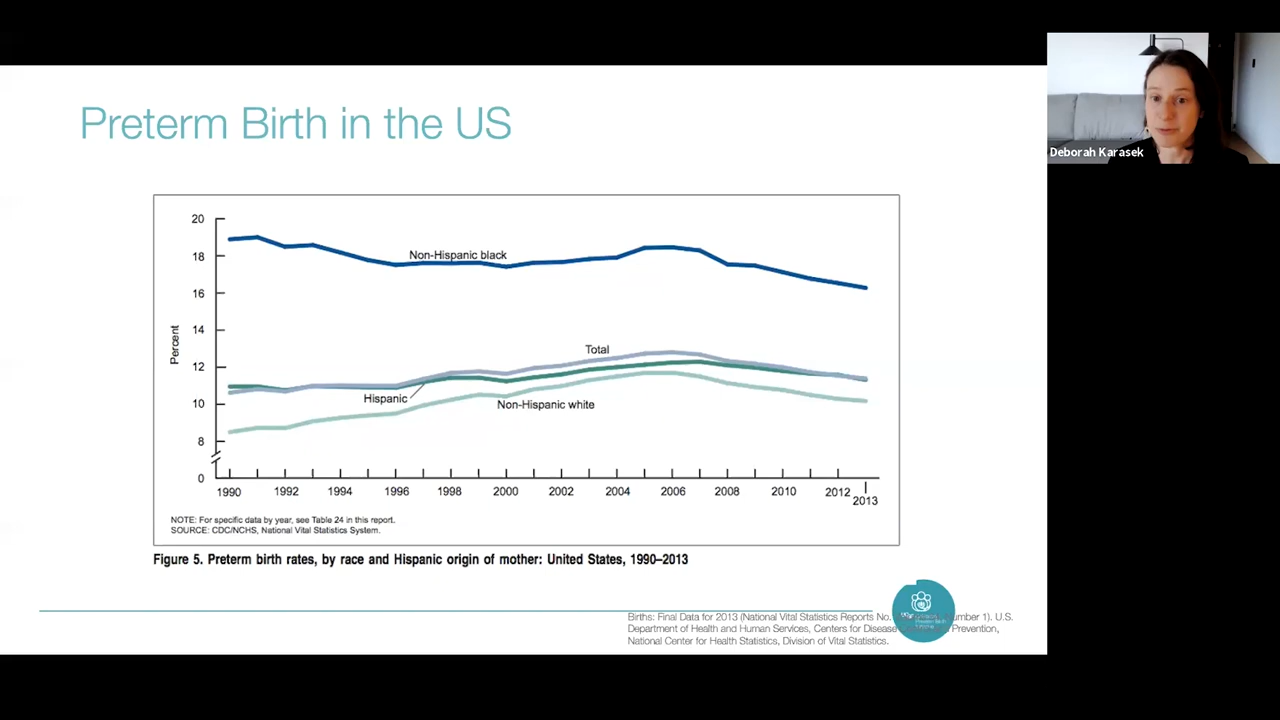 Preterm Birth in the US
Deborah Karasek
20
18
16
14
12
10
8
0
Percent
Non-Hispanic black
Total
Hispanic
Non-Hispanic white
1990 1992 1994 1996 1998 2000 2002 2004 2006 2008 2010 2012 2013
NOTE: For specific data by year, see Table 24 in this report.
SOURCE: CDC/NCHS, National Vital Statistics System.
Figure 5. Preterm birth rates, by race and Hispanic origin of mother: United States, 1990–2013
Births: Final Data for 2013 (National Vital Statistics Reports No. 1). U.S.
Department of Health and Human Services, Centers for Disease Prevention,
National Center for Health Statistics, Division of Vital Statistics.